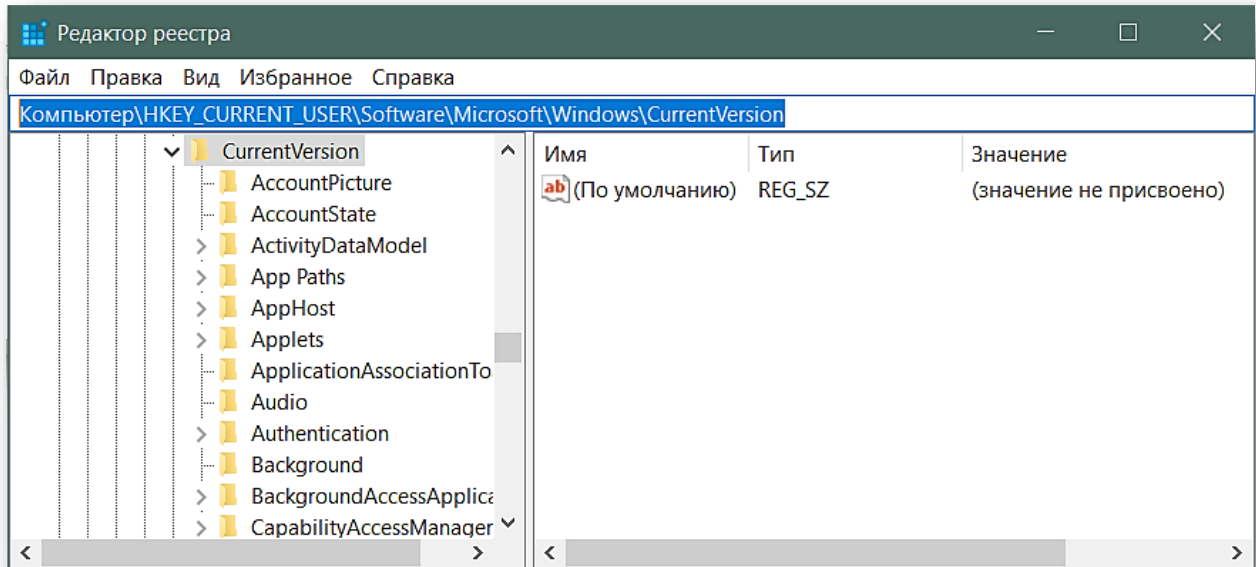 Редактор реестра
Файл Правка Вид Избранное Справка
Компьютер\HKEY_CURRENT_USER\Software\Microsoft\Windows\CurrentVersion
CurrentVersion
AccountPicture
AccountState
ActivityDataModel
App Paths
AppHost
Applets
ApplicationAssociationTo
Audio
Authentication
Background
BackgroundAccessApplica
CapabilityAccessManager
Имя Тип Значение
ab (По умолчанию) REG_SZ (значение не присвоено)